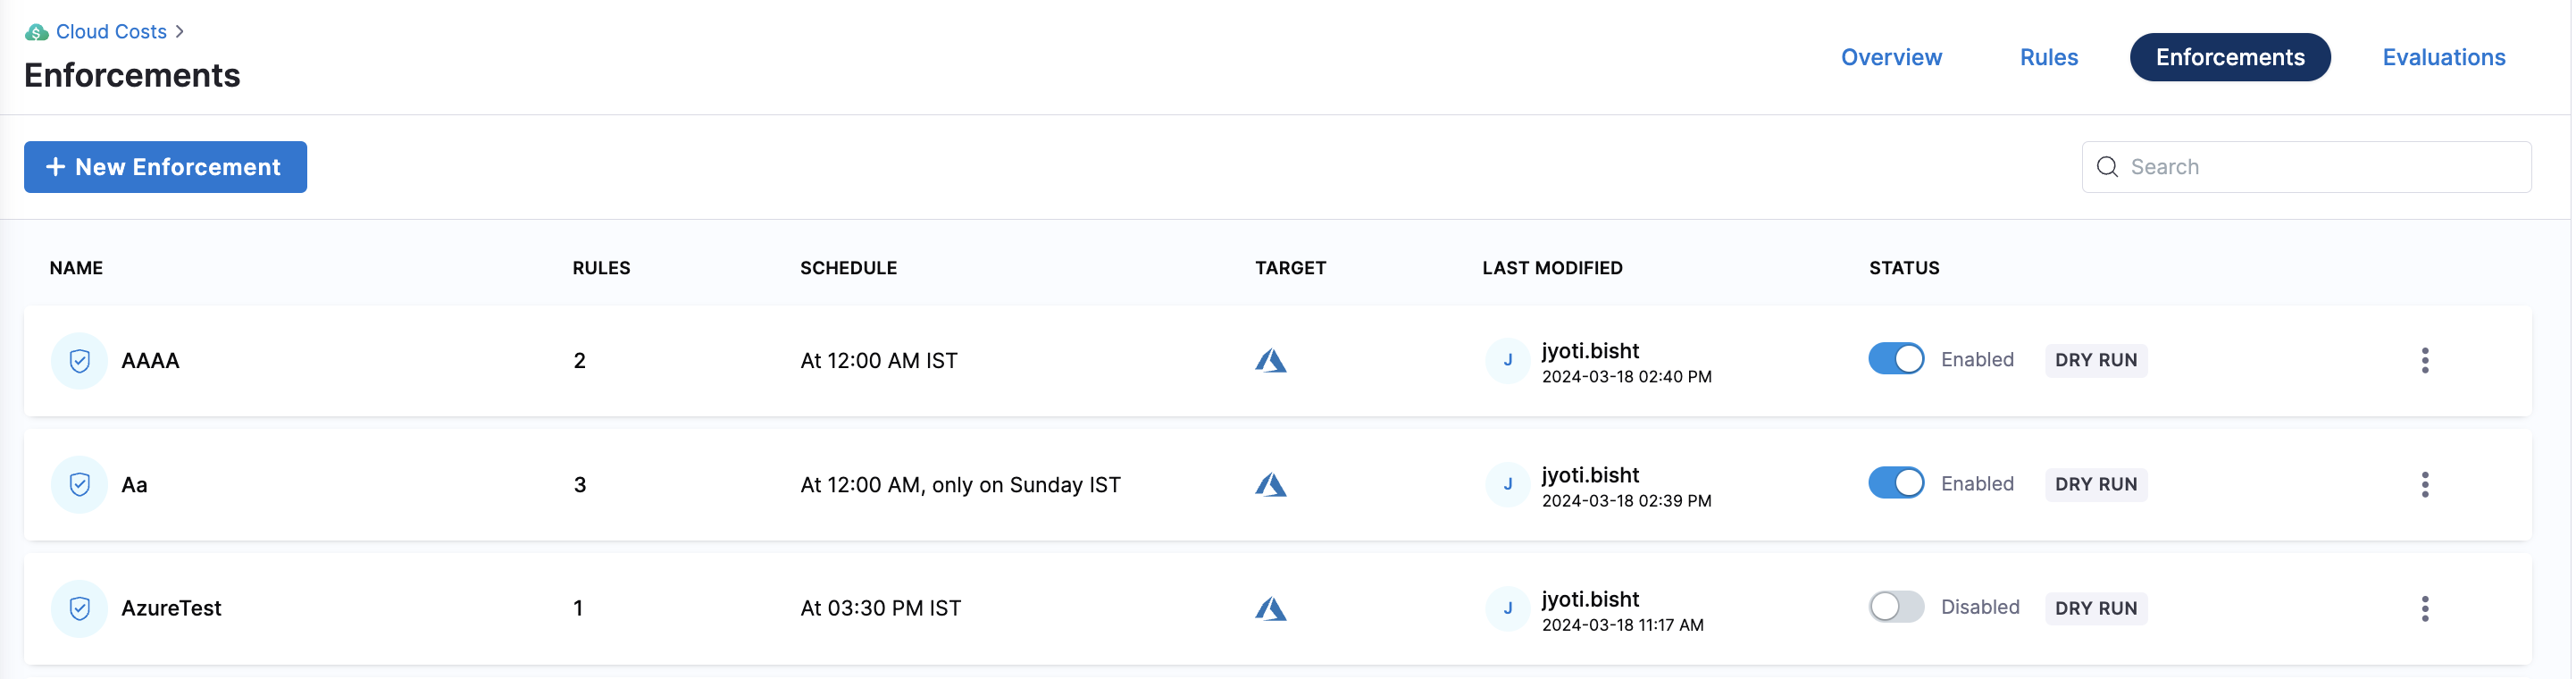 Cloud Costs
Enforcements
Overview Rules Enforcements Evaluations
+ New Enforcement
Search
NAME RULES SCHEDULE TARGET LAST MODIFIED STATUS
AAAA 2 At 12:00 AM IST J jyoti.bisht Enabled DRY RUN
2024-03-18 02:40 PM
Aa 3 At 12:00 AM, only on Sunday IST J jyoti.bisht Enabled DRY RUN
2024-03-18 02:39 PM
AzureTest 1 At 03:30 PM IST J jyoti.bisht Disabled DRY RUN
2024-03-18 11:17 AM